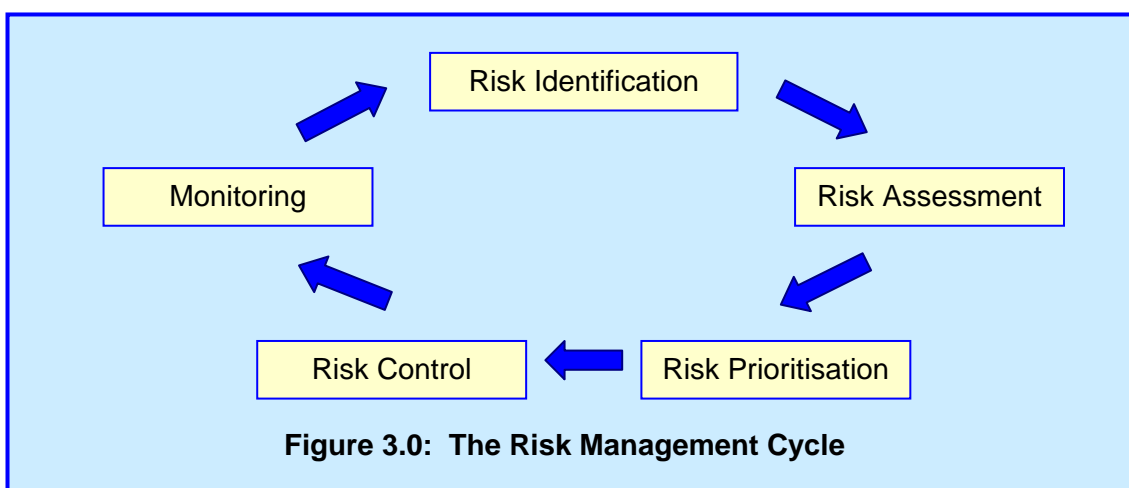 Risk Identification
Monitoring
Risk Assessment
Risk Control
Risk Prioritisation
Figure 3.0:  The Risk Management Cycle